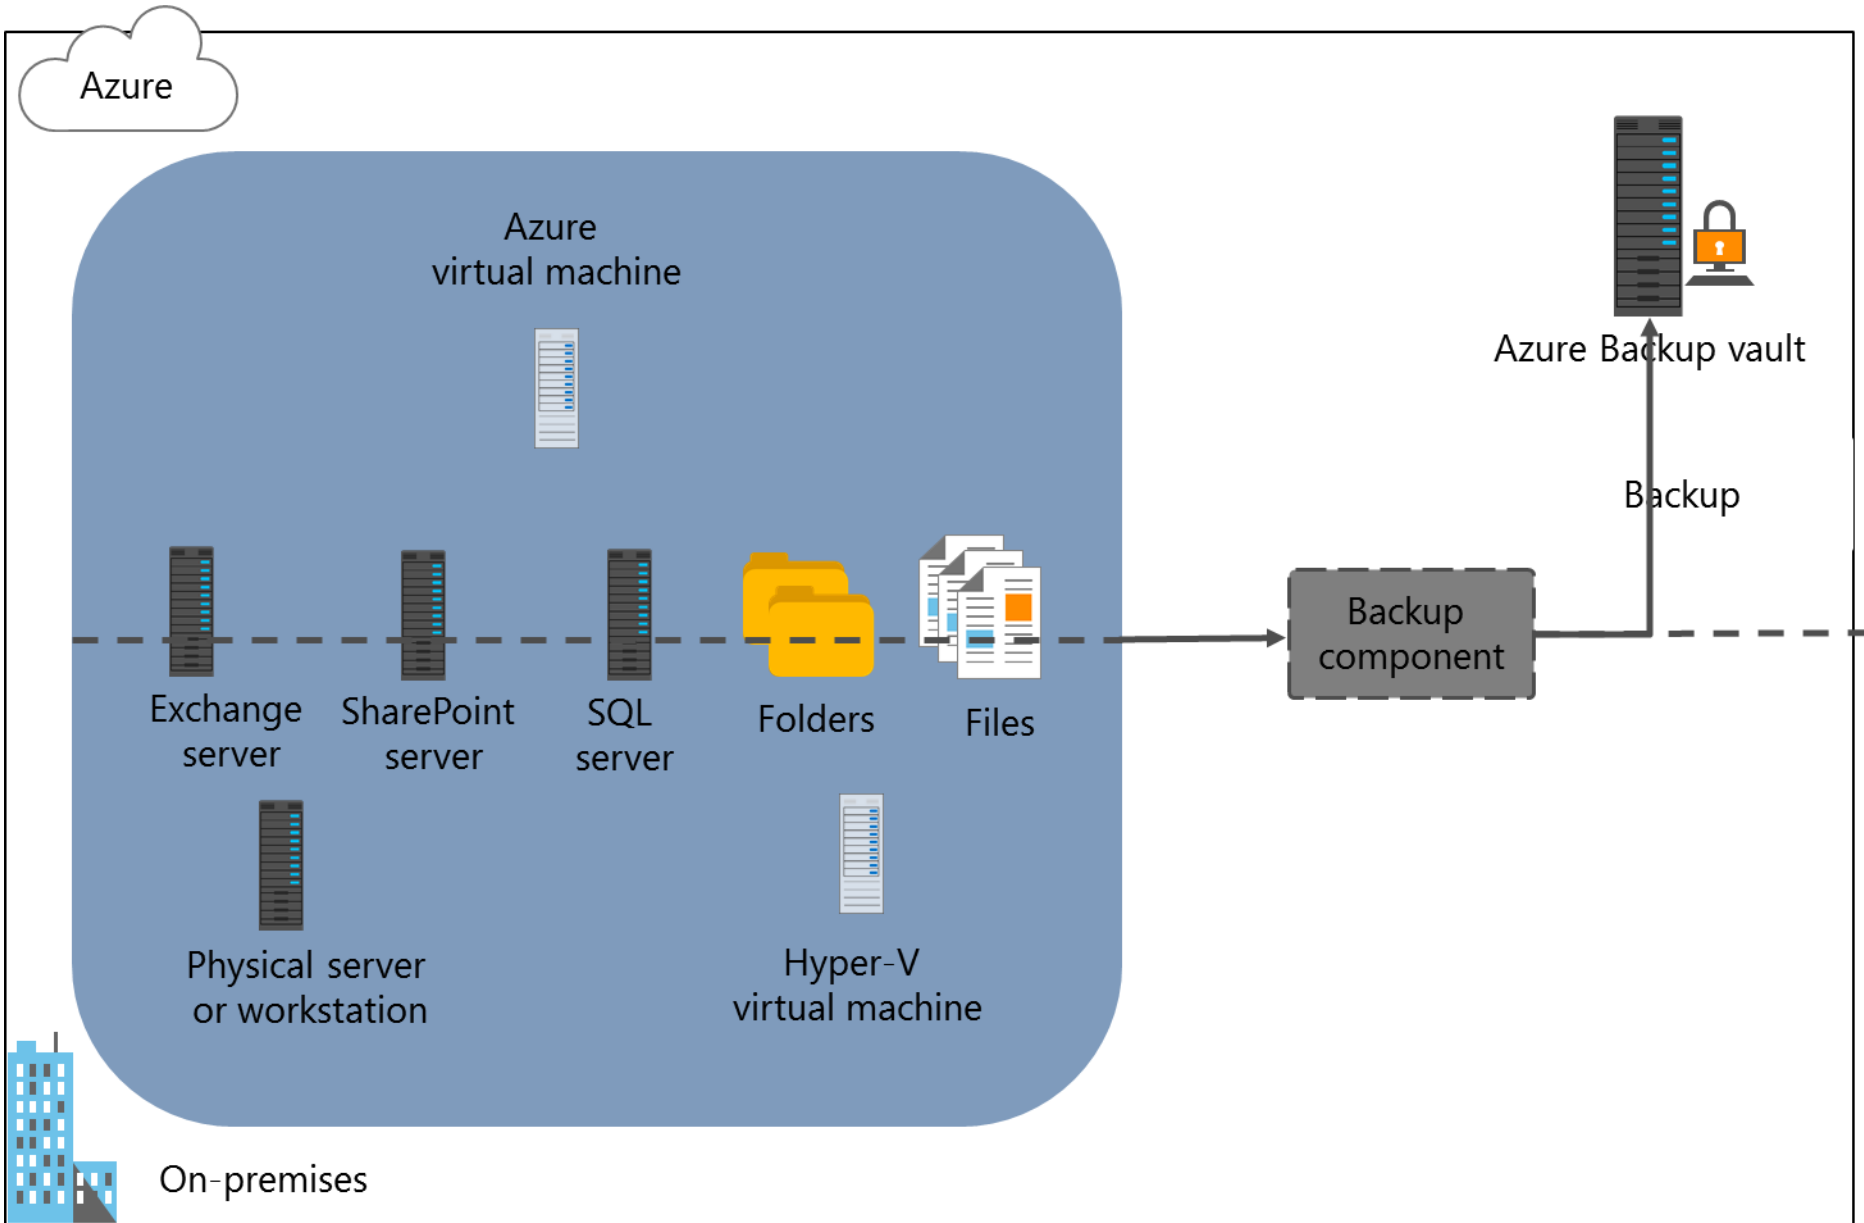 Azure
Azure
virtual machine
Azure Backup vault
Backup
Backup
component
Exchange
server
SharePoint
server
SQL
server
Folders
Files
Physical server
or workstation
Hyper-V
virtual machine
On-premises